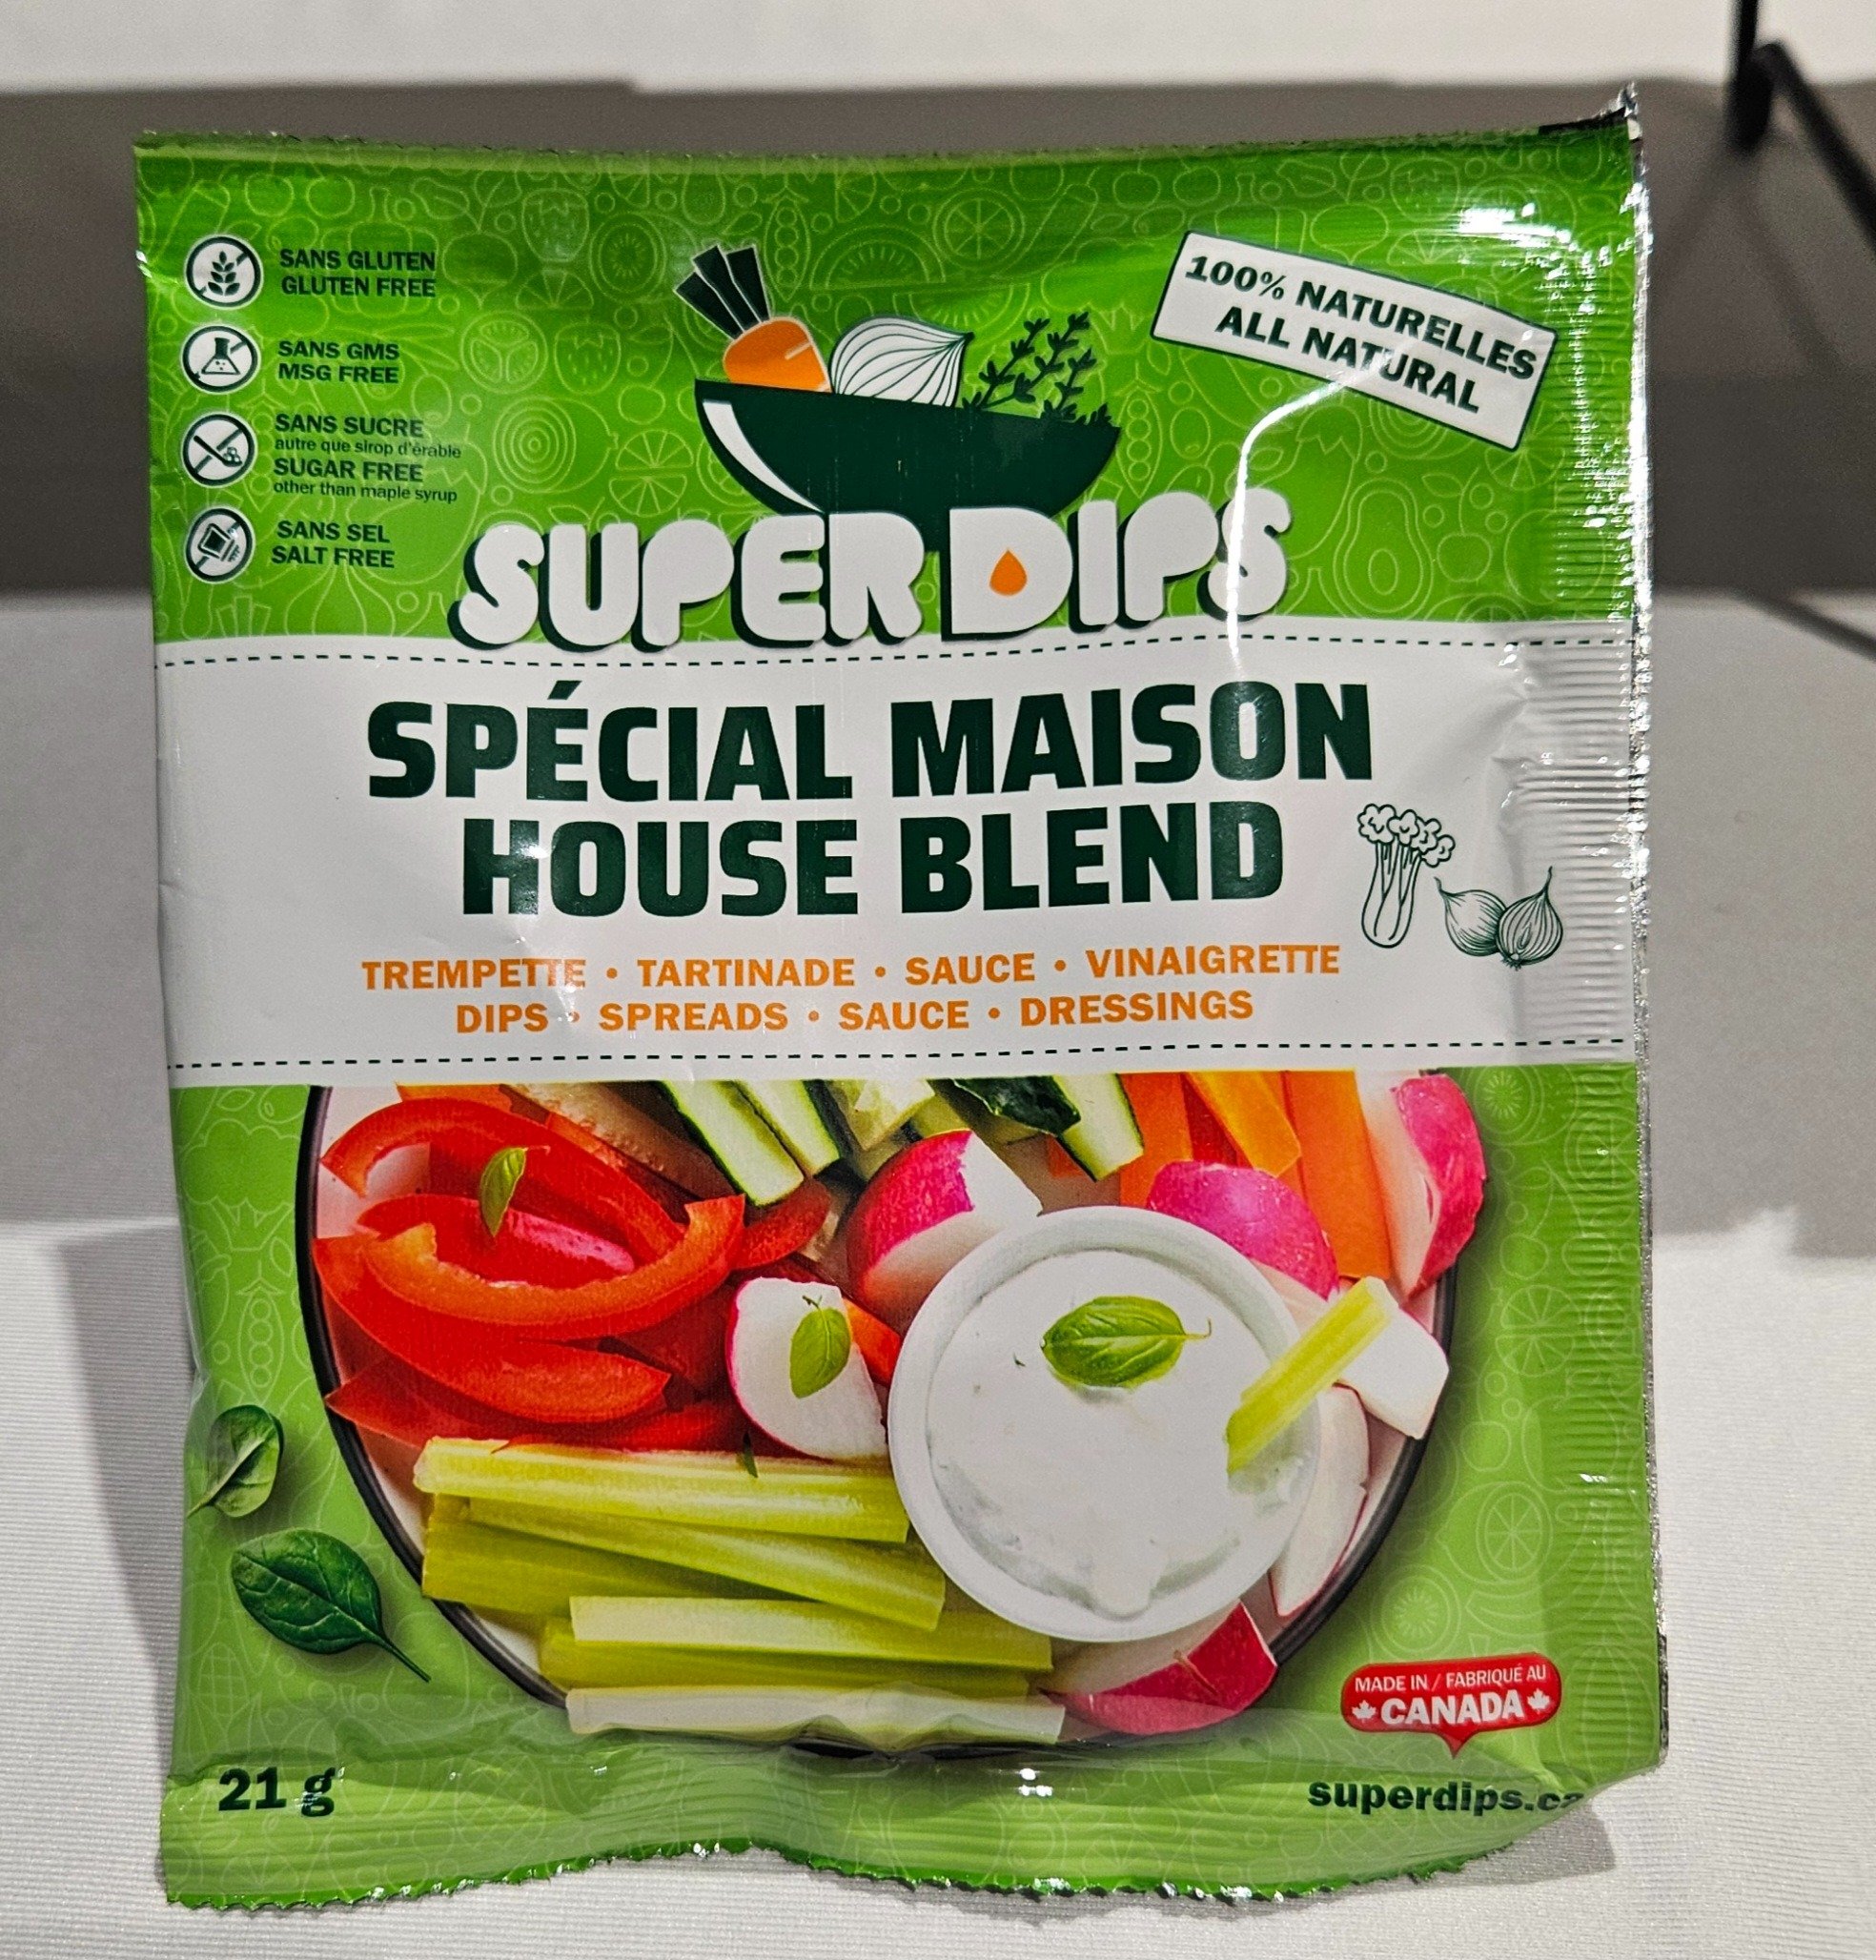 SANS GLUTEN
GLUTEN FREE
SANS GMS
MSG FREE
SANS SUCRE
autre que sirop d'érable
SUGAR FREE
other than maple syrup
SANS SEL
SALT FREE
100% NATURELLES
ALL NATURAL
SUPER DIPS
SPÉCIAL MAISON
HOUSE BLEND
TREMPETTE • TARTINADE • SAUCE • VINAIGRETTE
DIPS • SPREADS • SAUCE • DRESSINGS
MADE IN / FABRIQUÉ AU
CANADA
21 g
superdips.ca